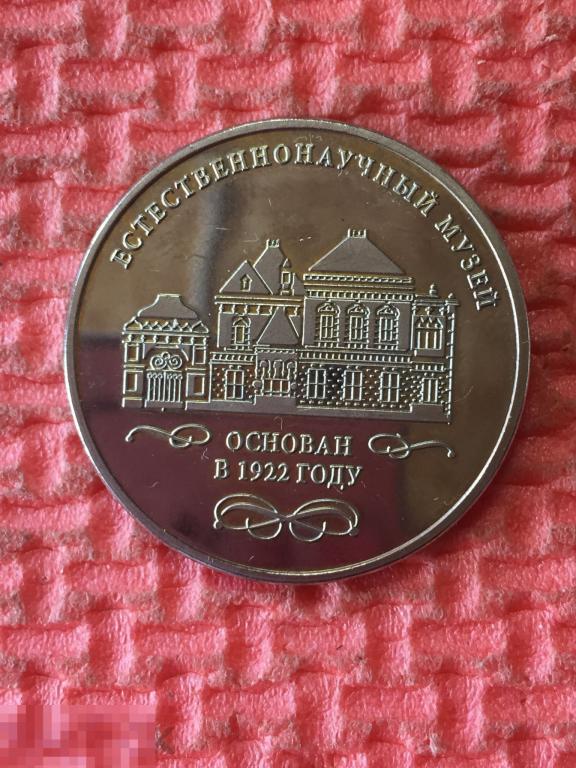 ЕСТЕСТВЕННОНАУЧНЫЙ МУЗЕЙ
ОСНОВАН
В 1922 ГОДУ